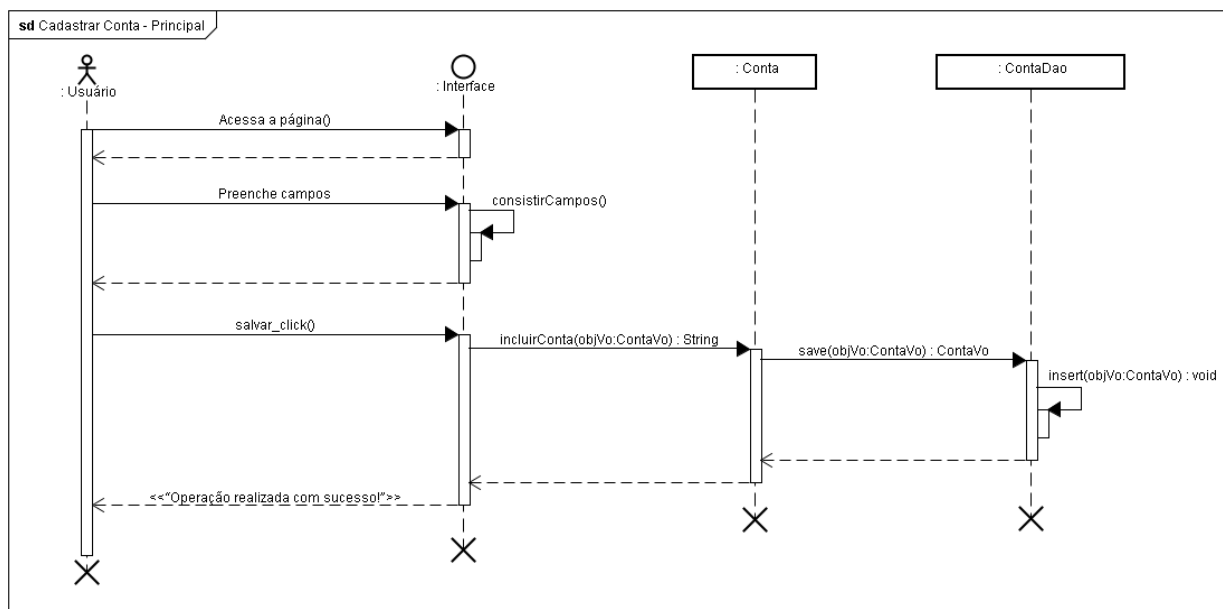 sd Cadastrar Conta - Principal
: Usuário
: Interface
: Conta
: ContaDao
Acessa a página()
Preenche campos
consistirCampos()
salvar_click()
incluirConta(objVo:ContaVo) : String
save(objVo:ContaVo) : ContaVo
insert(objVo:ContaVo) : void
<<"Operação realizada com sucesso!">>